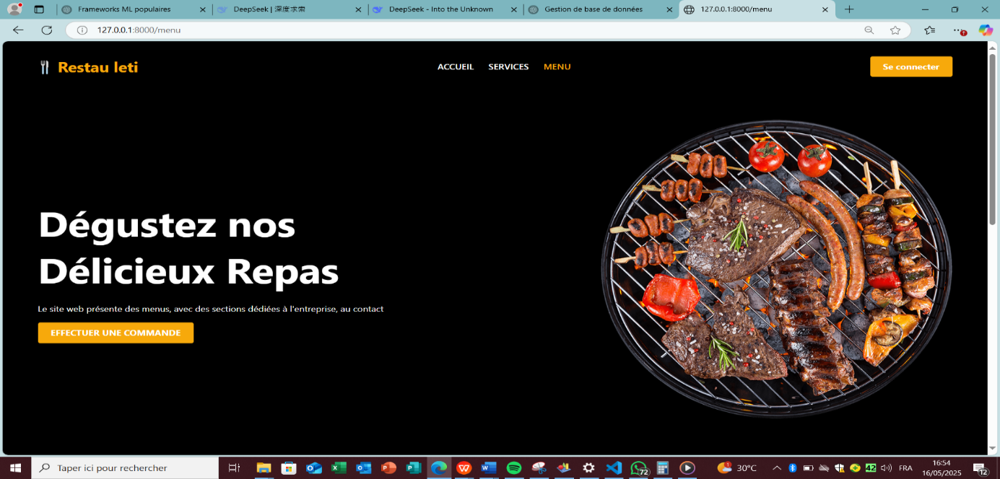 Frameworks ML populaires
DeepSeek | 深度求索
DeepSeek - Into the Unknown
Gestion de base de données
127.0.0.1:8000/menu
127.0.0.1:8000/menu
Restau leti
ACCUEIL
SERVICES
MENU
Se connecter
Dégustez nos
Délicieux Repas
Le site web présente des menus, avec des sections dédiées à l'entreprise, au contact
EFFECTUER UNE COMMANDE
Taper ici pour rechercher
72
30°C
42
FRA
16:54
16/05/2025
12